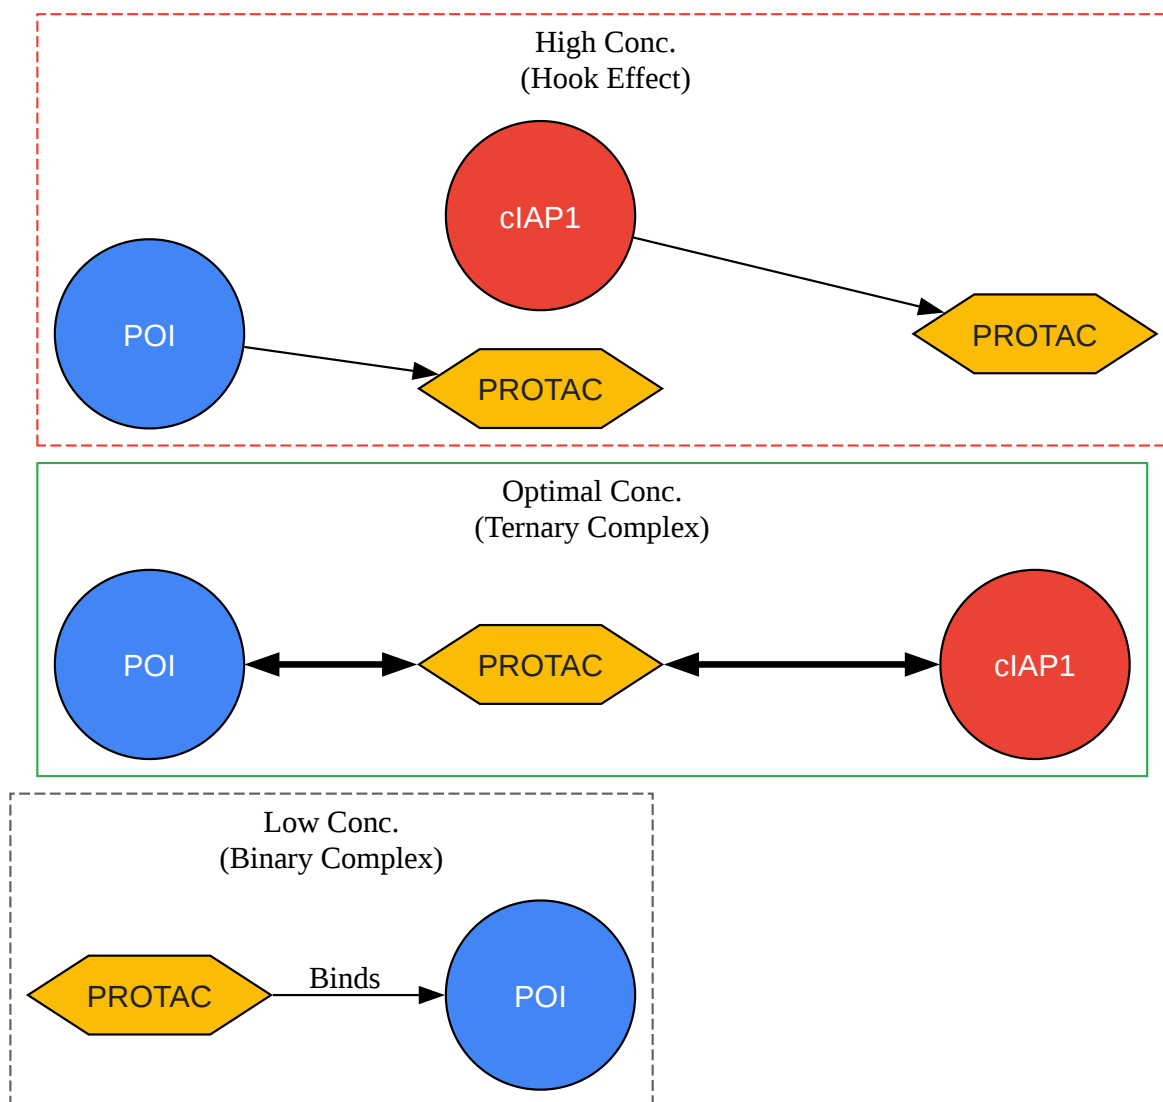 High Conc.
(Hook Effect)
cIAP1
POI
PROTAC
PROTAC
Optimal Conc.
(Ternary Complex)
POI
PROTAC
cIAP1
Low Conc.
(Binary Complex)
PROTAC
Binds
POI